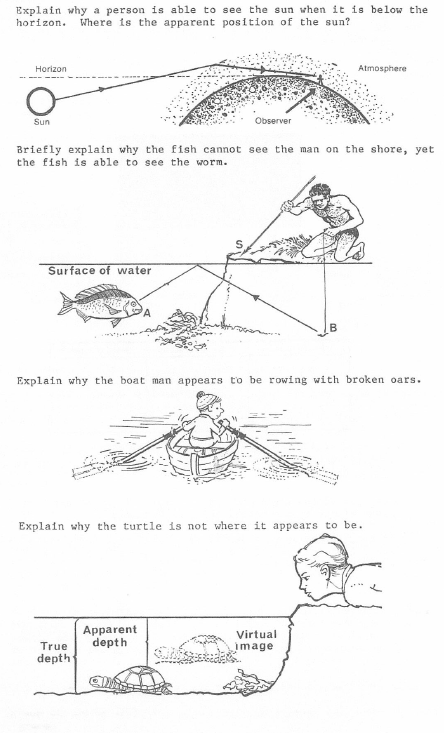 Explain why a person is able to see the sun when it is below the
horizon. Where is the apparent position of the sun?
Horizon
Atmosphere
Sun
Observer
Briefly explain why the fish cannot see the man on the shore, yet
the fish is able to see the worm.
S
Surface of water
A
B
Explain why the boat man appears to be rowing with broken oars.
Explain why the turtle is not where it appears to be.
True
depth
Apparent
depth
Virtual
image